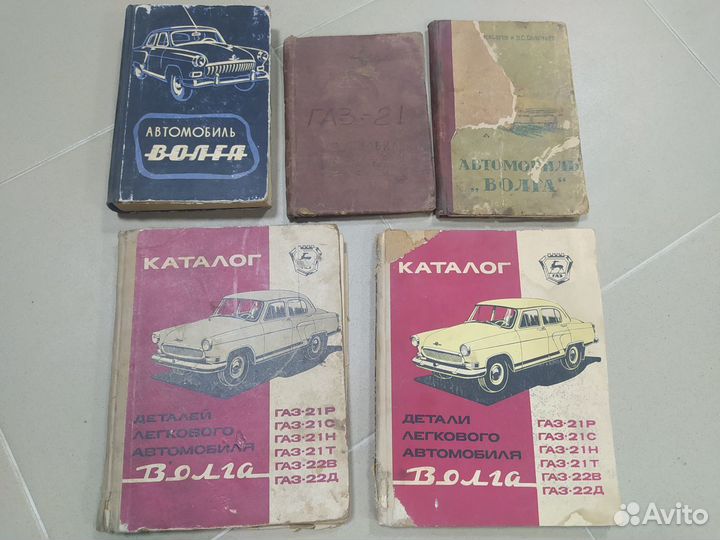 АВТОМОБИЛЬ
ВОЛГА
ГАЗ-21
АВТОМОБИЛЬ
„ВОЛГА“
КАТАЛОГ
ДЕТАЛЕЙ
ЛЕГКОВОГО
АВТОМОБИЛЯ
Волга
ГАЗ-21Р
ГАЗ-21С
ГАЗ-21Н
ГАЗ-21Т
ГАЗ-22В
ГАЗ-22Д
КАТАЛОГ
ГАЗ
ДЕТАЛИ
ЛЕГКОВОГО
АВТОМОБИЛЯ
Волга
ГАЗ-21Р
ГАЗ-21С
ГАЗ-21Н
ГАЗ-21Т
ГАЗ-22В
ГАЗ-22Д
Avito